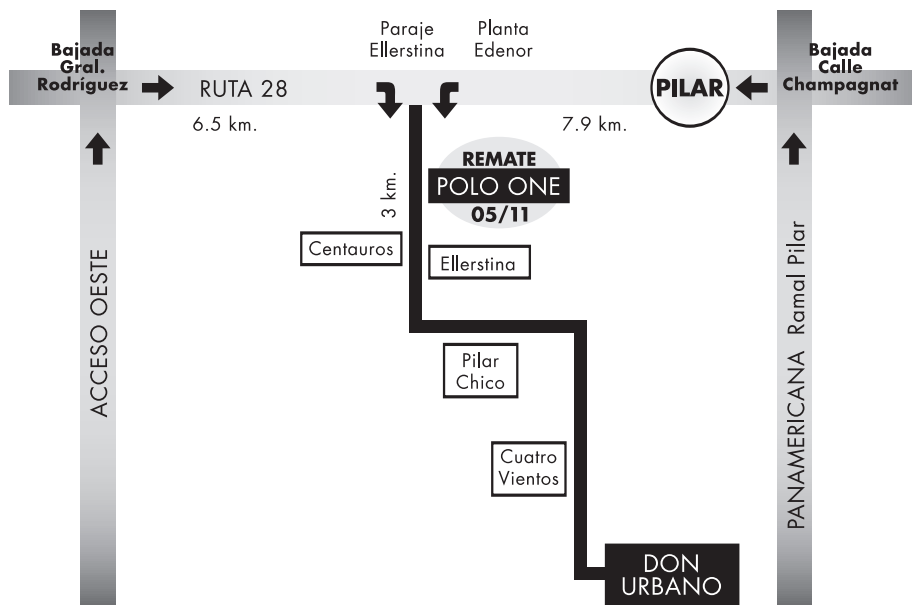 Paraje
Ellerstina
Planta
Edenor
Bajada
Gral.
Rodríguez
RUTA 28
PILAR
Bajada
Calle
Champagnat
6.5 km.
7.9 km.
3 km.
REMATE
POLO ONE
05/11
Centauros
Ellerstina
ACCESO OESTE
PANAMERICANA Ramal Pilar
Pilar
Chico
Cuatro
Vientos
DON
URBANO